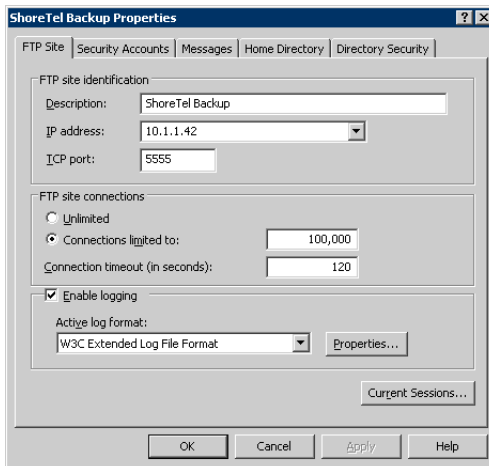 ShoreTel Backup Properties
FTP Site Security Accounts Messages Home Directory Directory Security
FTP site identification
Description: ShoreTel Backup
IP address: 10.1.1.42
TCP port: 5555
FTP site connections
Unlimited
Connections limited to: 100,000
Connection timeout (in seconds): 120
Enable logging
Active log format:
W3C Extended Log File Format Properties...
Current Sessions...
OK Cancel Apply Help